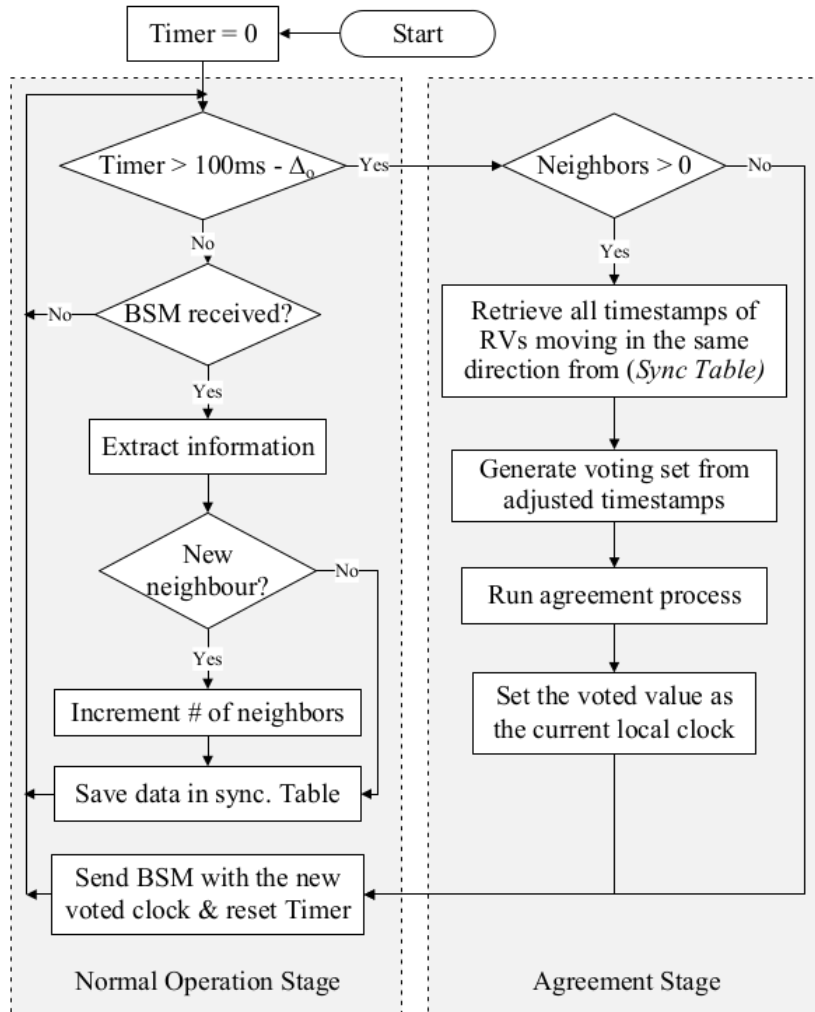 Start
Timer = 0
Timer > 100ms - Δo
Yes
No
BSM received?
No
Yes
Extract information
New
neighbour?
No
Yes
Increment # of neighbors
Save data in sync. Table
Send BSM with the new
voted clock & reset Timer
Normal Operation Stage
Neighbors > 0
No
Yes
Retrieve all timestamps of
RVs moving in the same
direction from (Sync Table)
Generate voting set from
adjusted timestamps
Run agreement process
Set the voted value as
the current local clock
Agreement Stage